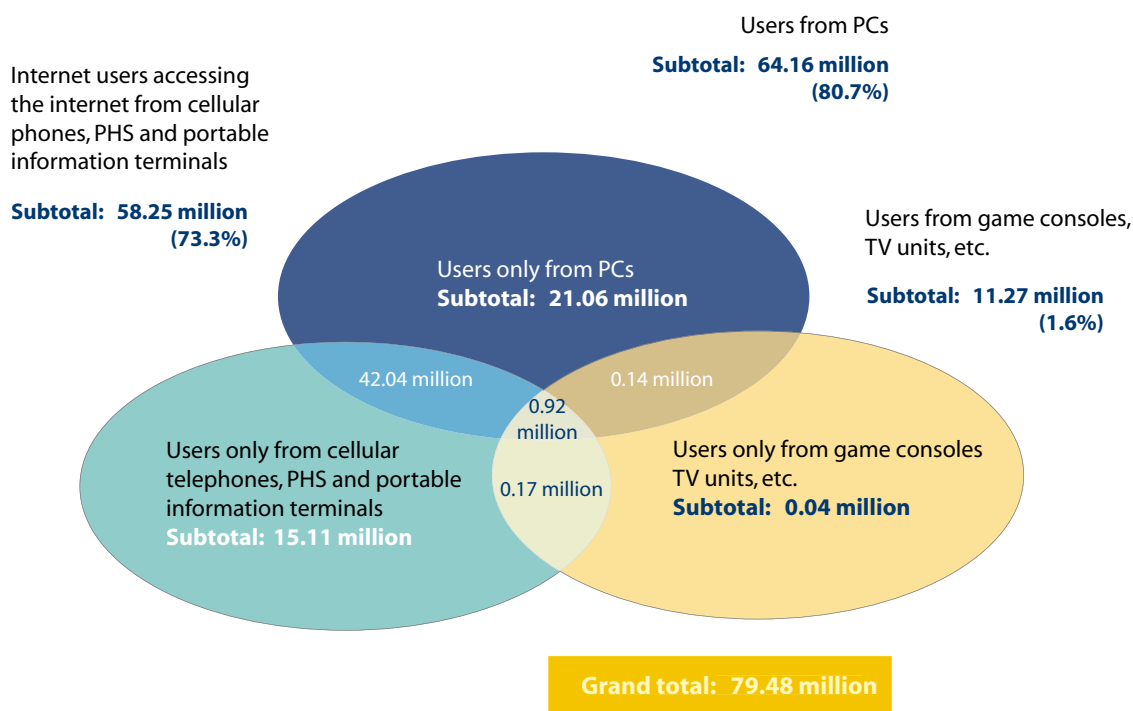 Users from PCs
Subtotal: 64.16 million
(80.7%)
Internet users accessing
the internet from cellular
phones, PHS and portable
information terminals
Subtotal: 58.25 million
(73.3%)
Users from game consoles,
TV units, etc.
Subtotal: 11.27 million
(1.6%)
Users only from PCs
Subtotal: 21.06 million
42.04 million
0.14 million
0.92
million
Users only from cellular
telephones, PHS and portable
information terminals
Subtotal: 15.11 million
0.17 million
Users only from game consoles
TV units, etc.
Subtotal: 0.04 million
Grand total: 79.48 million